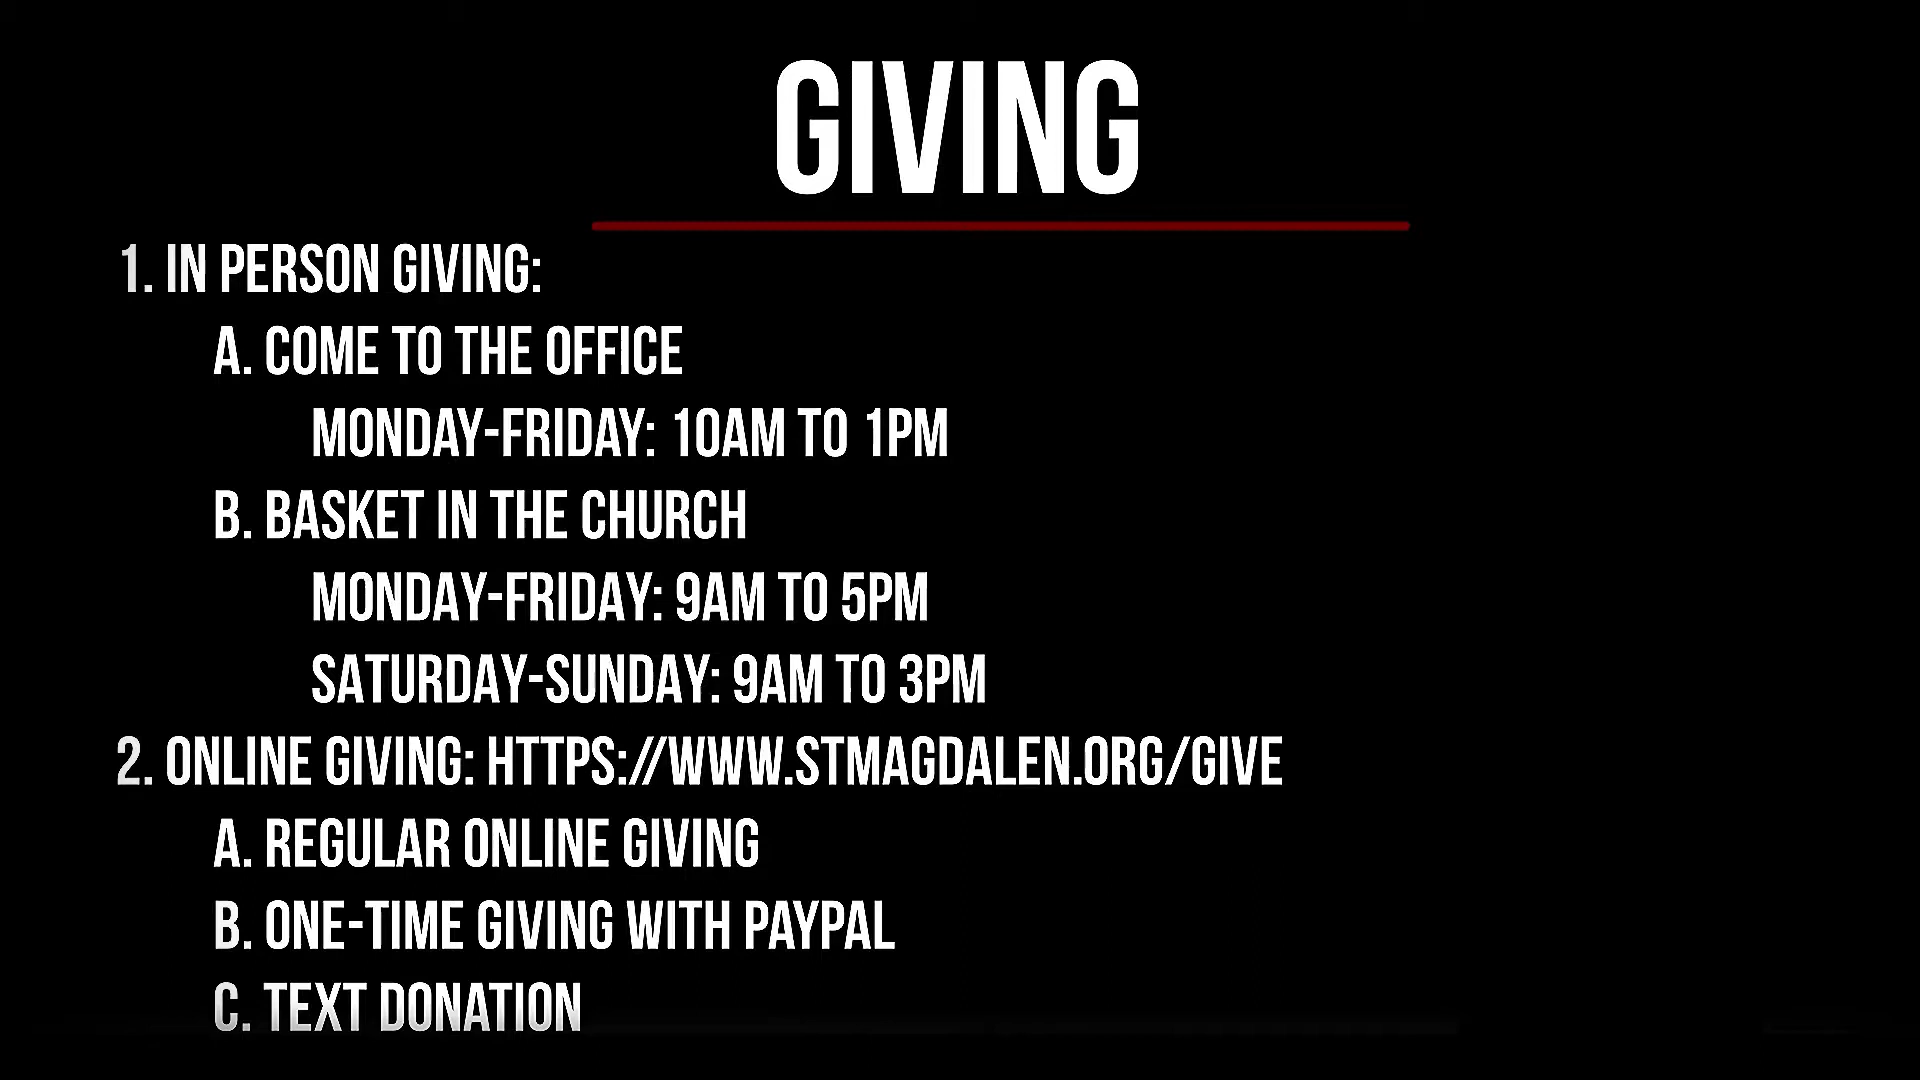 GIVING
1. IN PERSON GIVING:
A. COME TO THE OFFICE
MONDAY-FRIDAY: 10AM TO 1PM
B. BASKET IN THE CHURCH
MONDAY-FRIDAY: 9AM TO 5PM
SATURDAY-SUNDAY: 9AM TO 3PM
2. ONLINE GIVING: HTTPS://WWW.STMAGDALEN.ORG/GIVE
A. REGULAR ONLINE GIVING
B. ONE-TIME GIVING WITH PAYPAL
C. TEXT DONATION